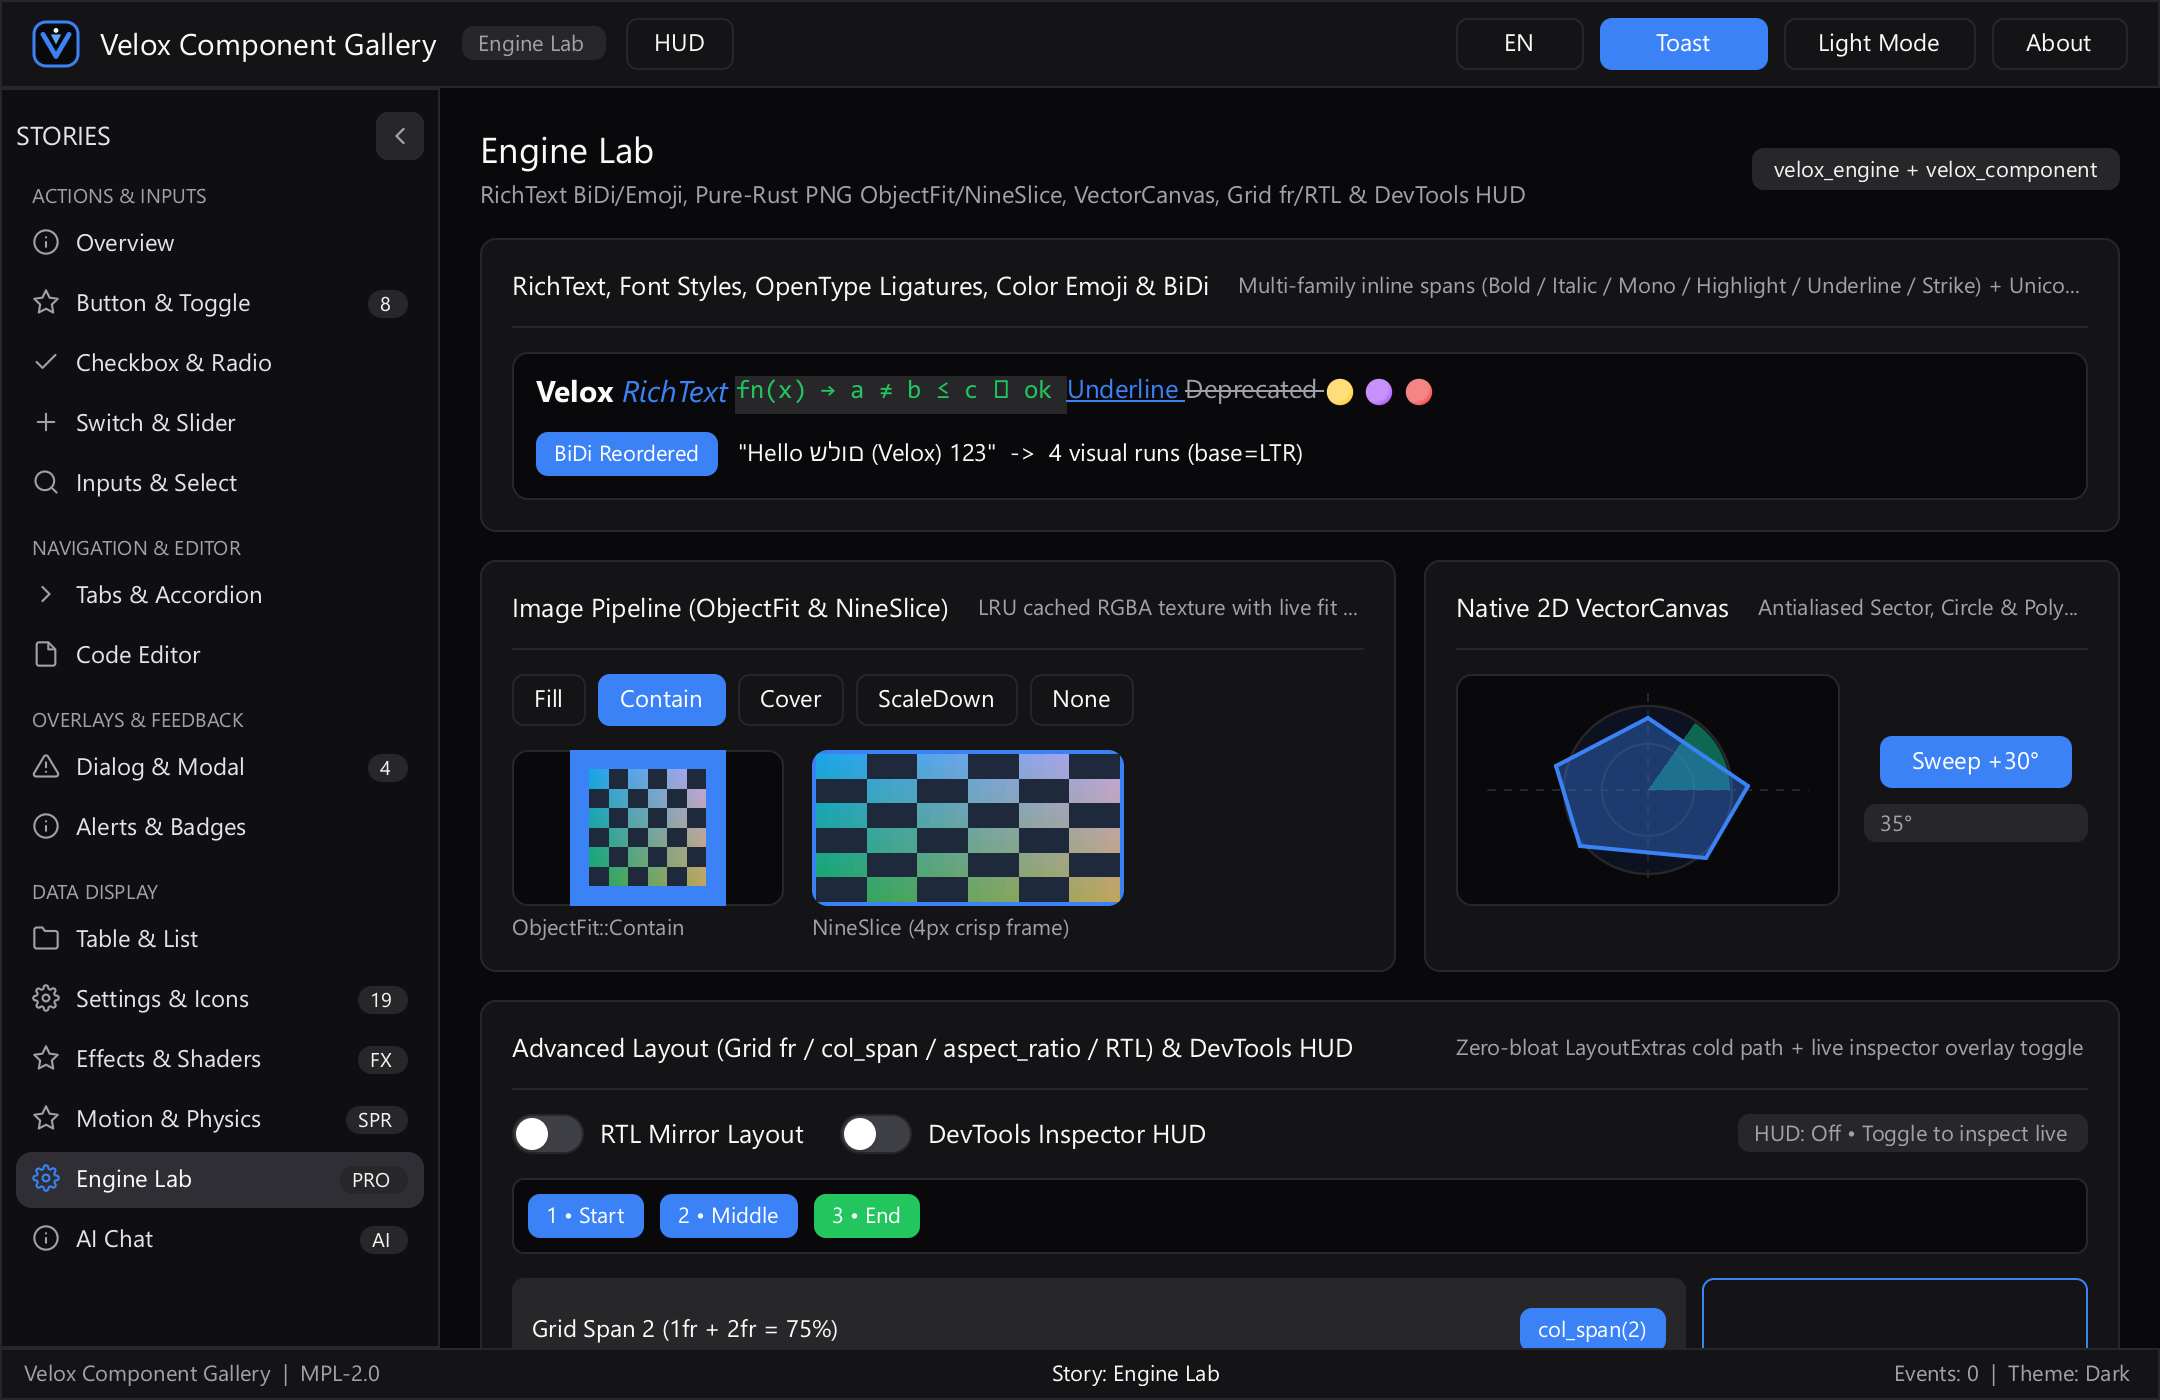 Velox Component Gallery
Engine Lab
HUD
EN
Toast
Light Mode
About
STORIES
ACTIONS & INPUTS
Overview
Button & Toggle 8
Checkbox & Radio
Switch & Slider
Inputs & Select
NAVIGATION & EDITOR
Tabs & Accordion
Code Editor
OVERLAYS & FEEDBACK
Dialog & Modal 4
Alerts & Badges
DATA DISPLAY
Table & List
Settings & Icons 19
Effects & Shaders FX
Motion & Physics SPR
Engine Lab PRO
AI Chat AI
Engine Lab
RichText BiDi/Emoji, Pure-Rust PNG ObjectFit/NineSlice, VectorCanvas, Grid fr/RTL & DevTools HUD
velox_engine + velox_component
RichText, Font Styles, OpenType Ligatures, Color Emoji & BiDi
Multi-family inline spans (Bold / Italic / Mono / Highlight / Underline / Strike) + Unico...
Velox RichText fn(x) → a ≠ b ≤ c ▯ ok Underline Deprecated
BiDi Reordered
"Hello שלום (Velox) 123" -> 4 visual runs (base=LTR)
Image Pipeline (ObjectFit & NineSlice)
LRU cached RGBA texture with live fit ...
Fill
Contain
Cover
ScaleDown
None
ObjectFit::Contain
NineSlice (4px crisp frame)
Native 2D VectorCanvas
Antialiased Sector, Circle & Poly...
Sweep +30°
35°
Advanced Layout (Grid fr / col_span / aspect_ratio / RTL) & DevTools HUD
Zero-bloat LayoutExtras cold path + live inspector overlay toggle
RTL Mirror Layout
DevTools Inspector HUD
HUD: Off • Toggle to inspect live
1 • Start
2 • Middle
3 • End
Grid Span 2 (1fr + 2fr = 75%)
col_span(2)
Velox Component Gallery | MPL-2.0
Story: Engine Lab
Events: 0 | Theme: Dark